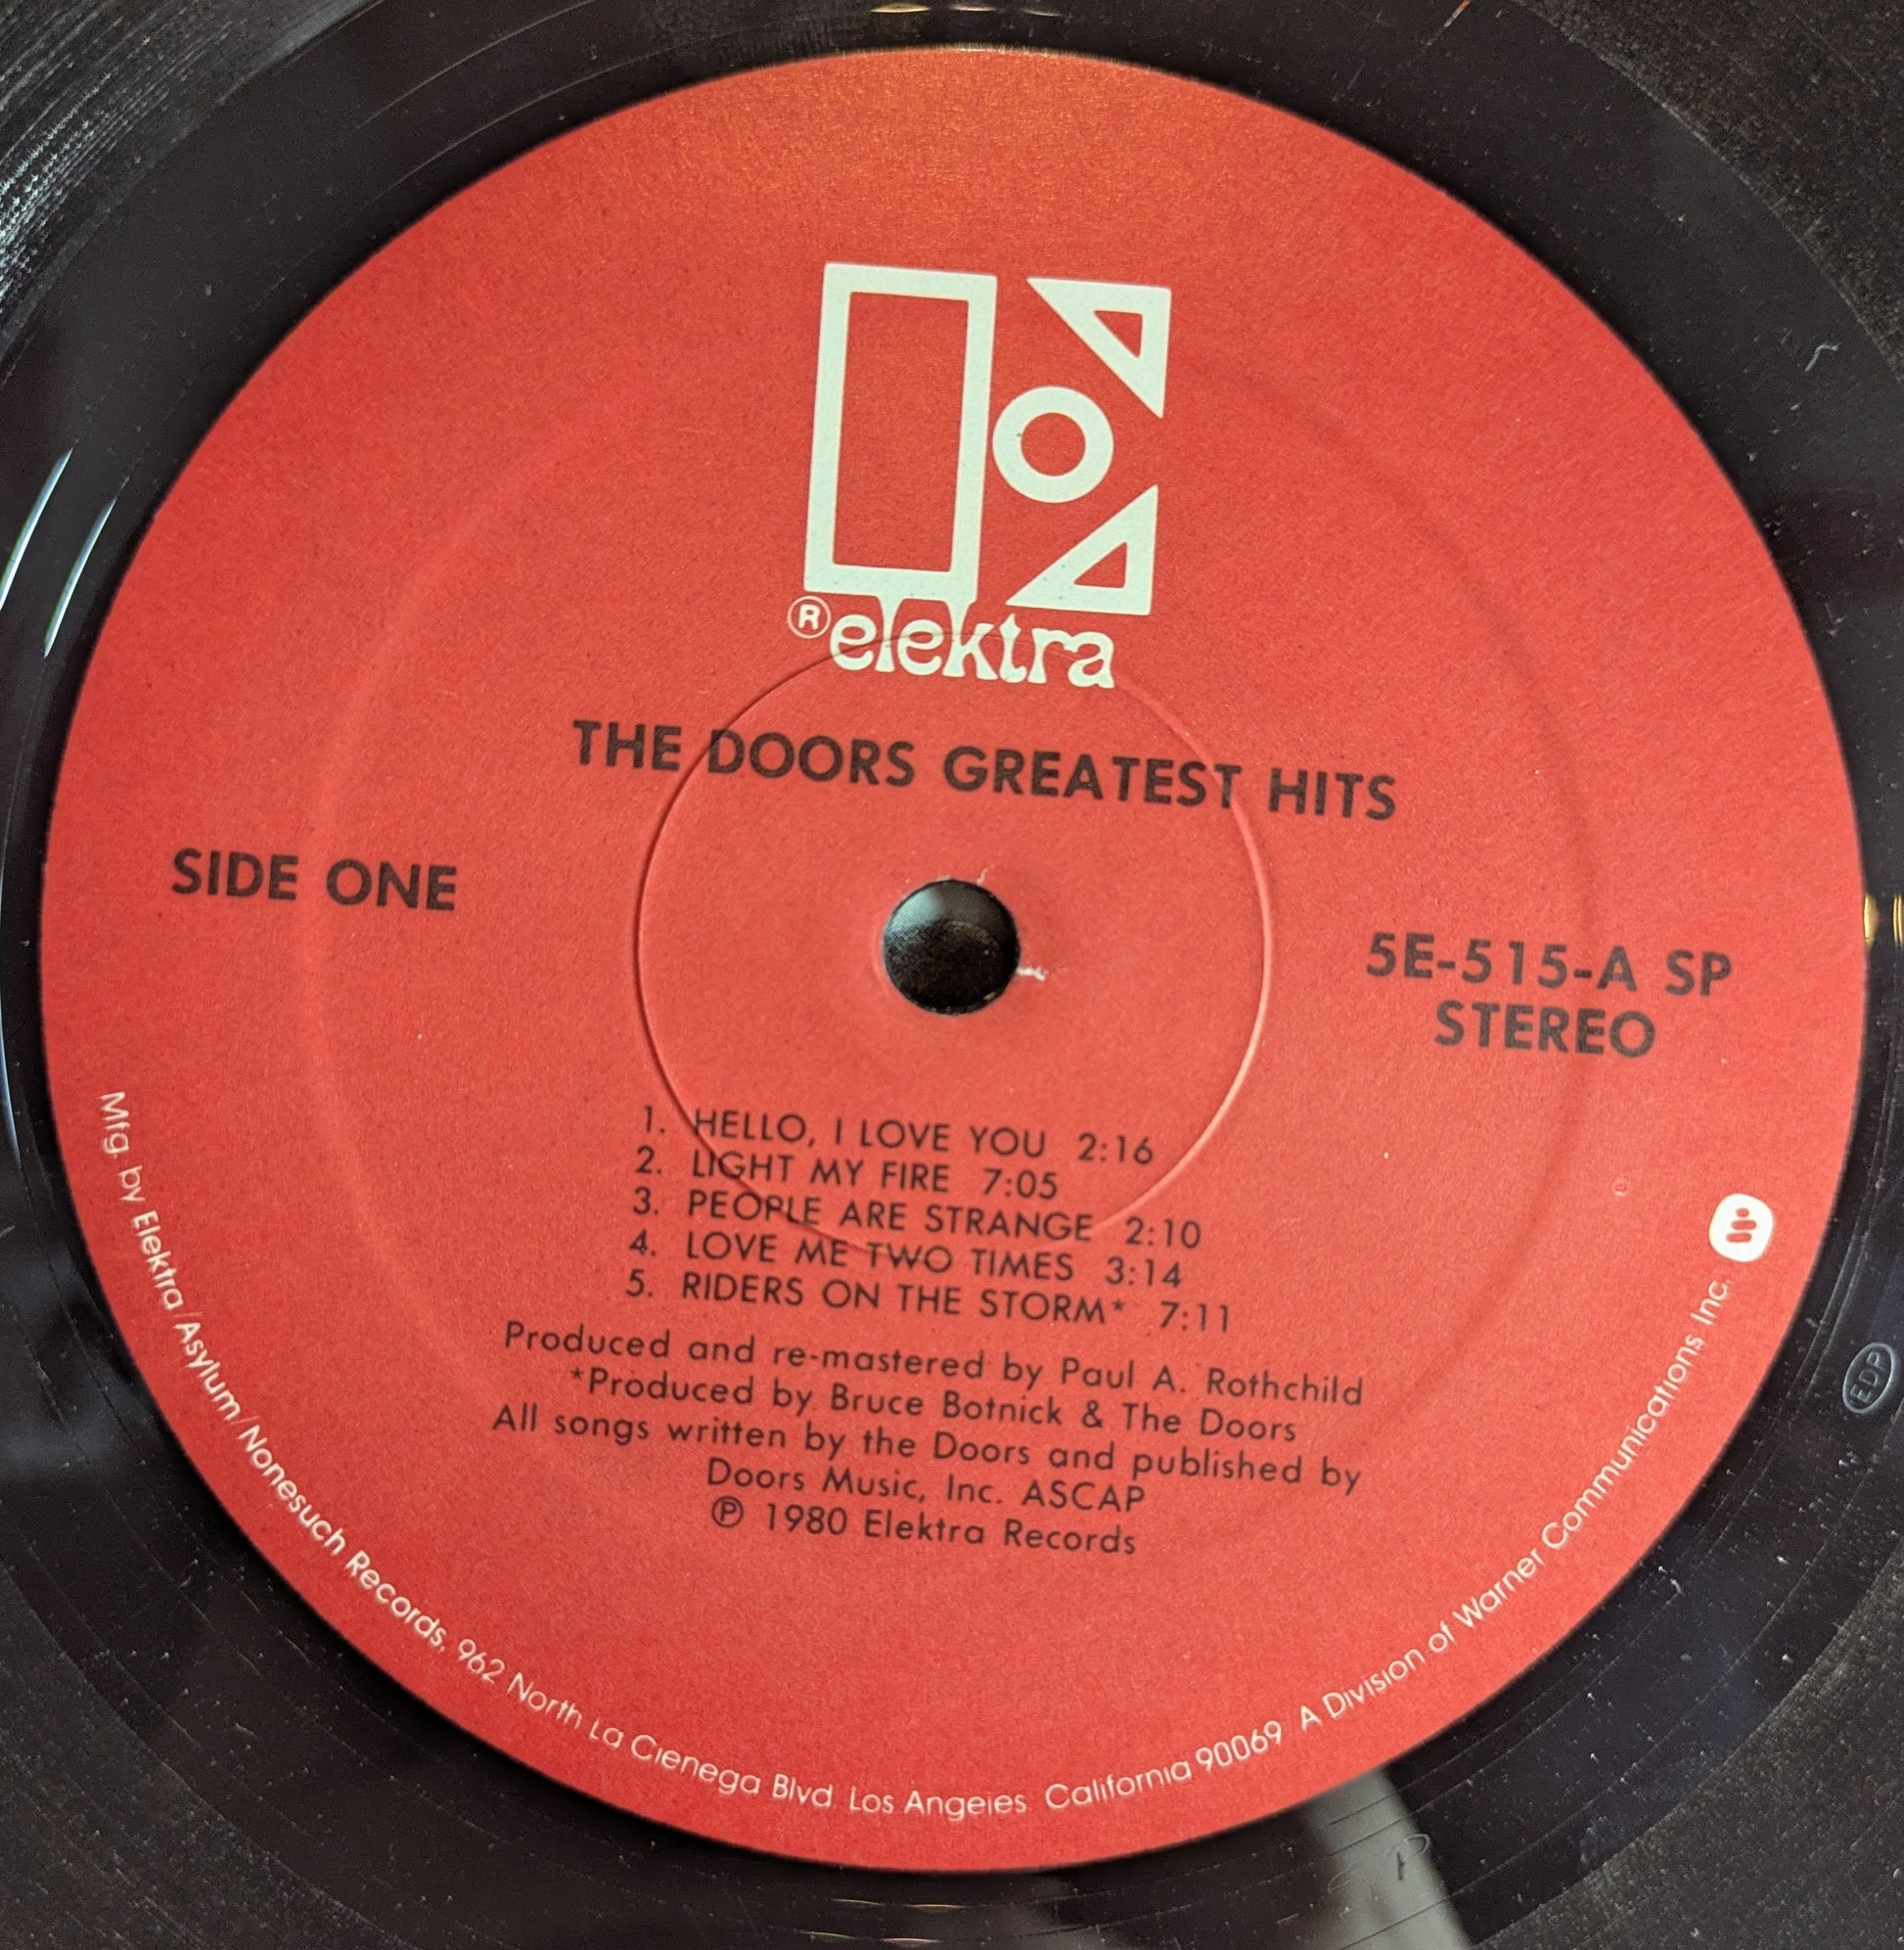 ® elektra
THE DOORS GREATEST HITS
SIDE ONE
5E-515-A SP
STEREO
1. HELLO, I LOVE YOU 2:16
2. LIGHT MY FIRE 7:05
3. PEOPLE ARE STRANGE 2:10
4. LOVE ME TWO TIMES 3:14
5. RIDERS ON THE STORM* 7:11
Produced and re-mastered by Paul A. Rothchild
*Produced by Bruce Botnick & The Doors
All songs written by the Doors and published by
Doors Music, Inc. ASCAP
℗ 1980 Elektra Records
Mfg. by Elektra/Asylum/Nonesuch Records, 962 North La Cienega Blvd. Los Angeles, California 90069 A Division of Warner Communications Inc.
EDP